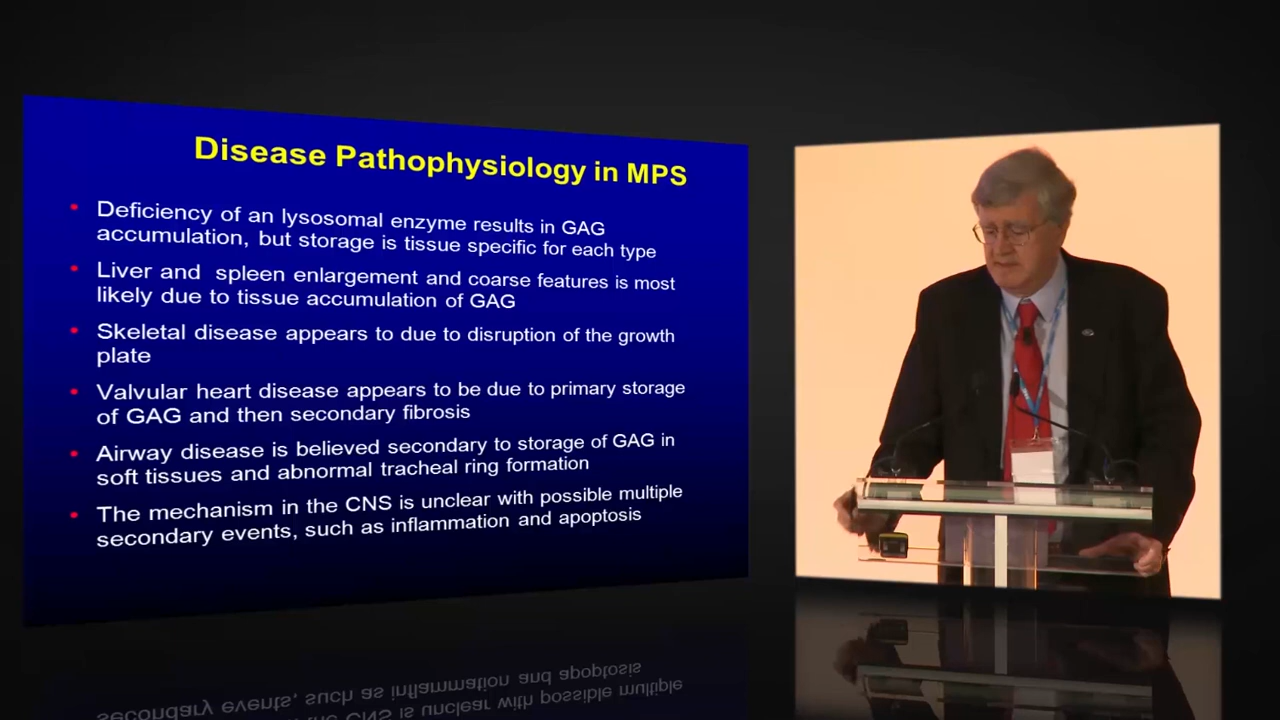 Disease Pathophysiology in MPS
• Deficiency of an lysosomal enzyme results in GAG
accumulation, but storage is tissue specific for each type
• Liver and spleen enlargement and coarse features is most
likely due to tissue accumulation of GAG
• Skeletal disease appears to due to disruption of the growth
plate
• Valvular heart disease appears to be due to primary storage
of GAG and then secondary fibrosis
• Airway disease is believed secondary to storage of GAG in
soft tissues and abnormal tracheal ring formation
• The mechanism in the CNS is unclear with possible multiple
secondary events, such as inflammation and apoptosis